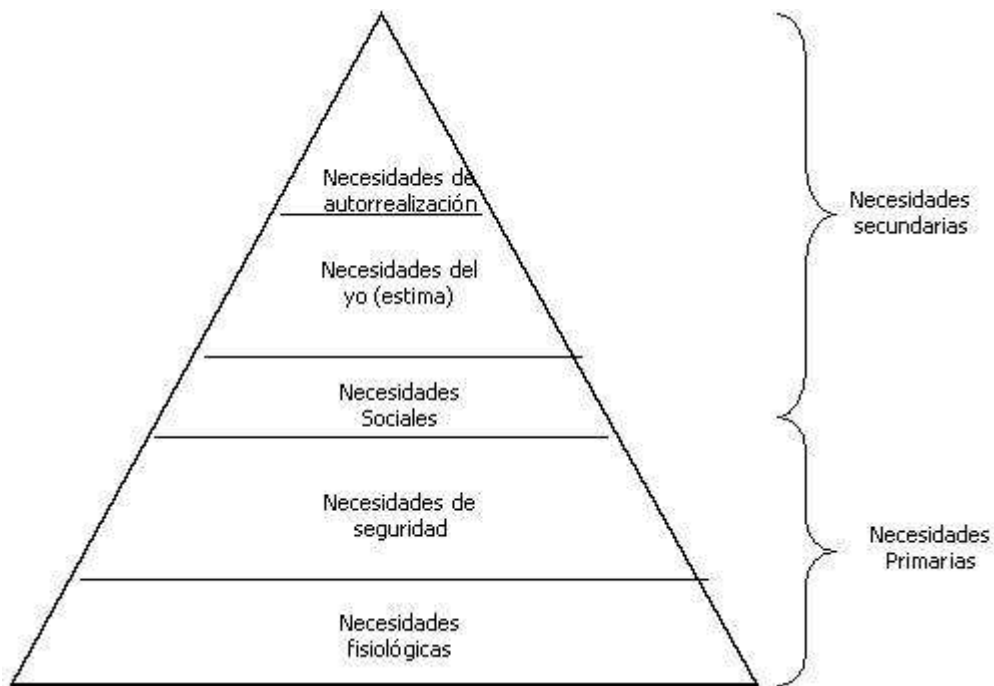 Necesidades de
autorrealización
Necesidades del
yo (estima)
Necesidades
Sociales
Necesidades de
seguridad
Necesidades
fisiológicas
Necesidades
secundarias
Necesidades
Primarias